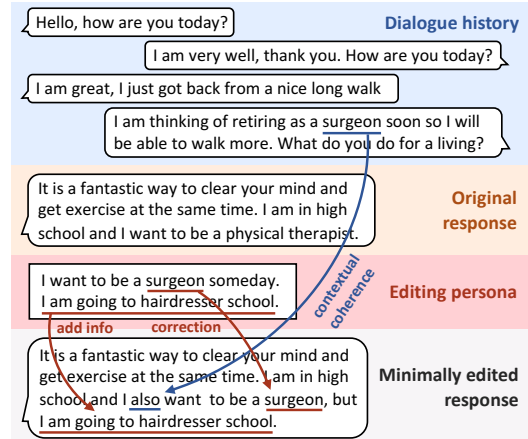 Hello, how are you today?
Dialogue history
I am very well, thank you. How are you today?
I am great, I just got back from a nice long walk
I am thinking of retiring as a surgeon soon so I will
be able to walk more. What do you do for a living?
It is a fantastic way to clear your mind and
get exercise at the same time. I am in high
school and I want to be a physical therapist.
Original
response
I want to be a surgeon someday.
I am going to hairdresser school.
Editing persona
contextual
coherence
add info
correction
It is a fantastic way to clear your mind and
get exercise at the same time. I am in high
school and I also want to be a surgeon, but
I am going to hairdresser school.
Minimally edited
response